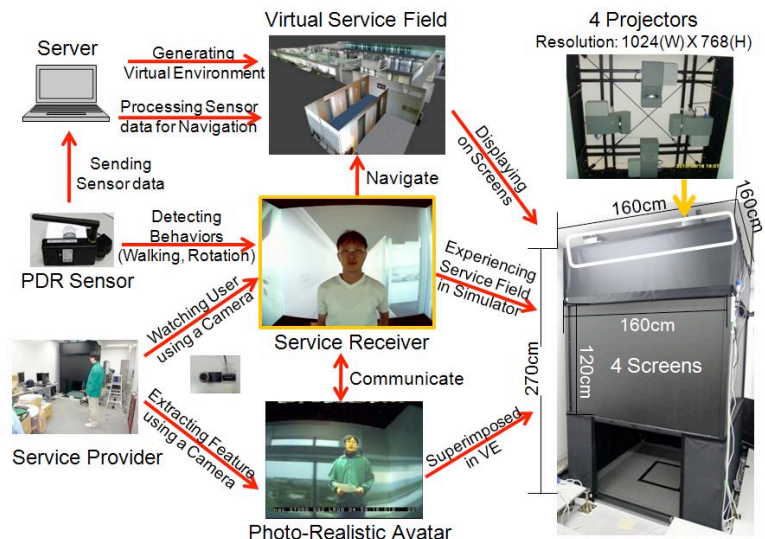 Virtual Service Field
4 Projectors
Resolution: 1024(W) X 768(H)
Server
Generating
Virtual Environment
Processing Sensor
data for Navigation
Sending
Sensor data
Navigate
Displaying
on Screens
160cm
160cm
PDR Sensor
Detecting
Behaviors
(Walking, Rotation)
Experiencing
Service Field
in Simulator
Watching User
using a Camera
Service Receiver
160cm
120cm
4 Screens
270cm
Communicate
Service Provider
Extracting Feature
using a Camera
Superimposed
in VE
Photo-Realistic Avatar